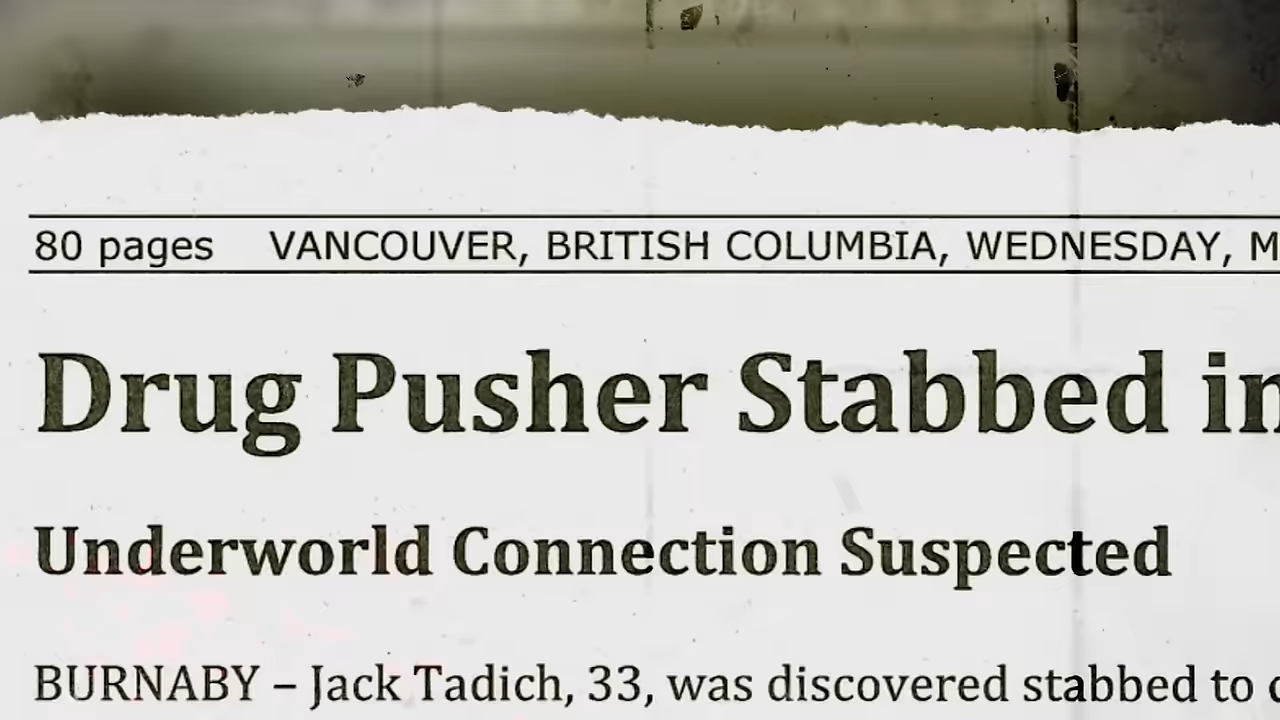 80 pages VANCOUVER, BRITISH COLUMBIA, WEDNESDAY, M
Drug Pusher Stabbed in
Underworld Connection Suspected
BURNABY – Jack Tadich, 33, was discovered stabbed to